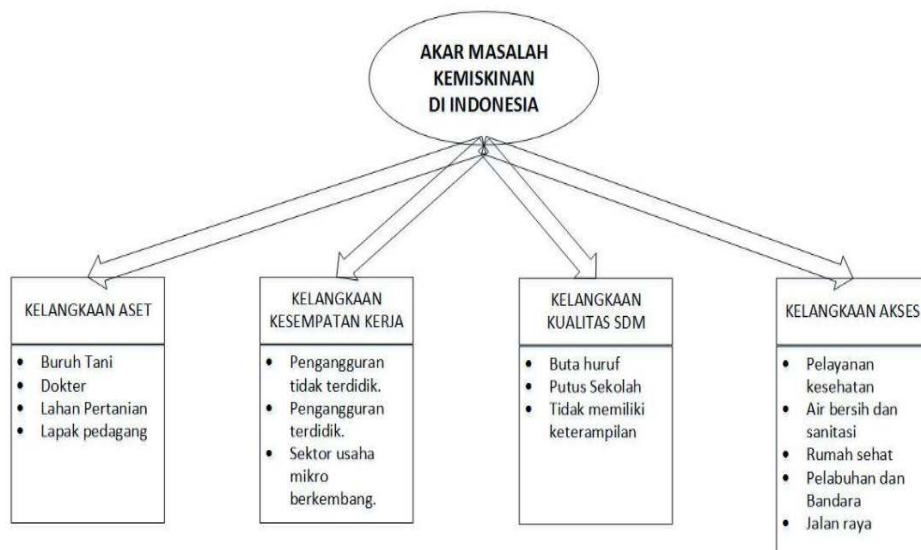 AKAR MASALAH
KEMISKINAN
DI INDONESIA
KELANGKAAN ASET
• Buruh Tani
• Dokter
• Lahan Pertanian
• Lapak pedagang
KELANGKAAN
KESEMPATAN KERJA
• Pengangguran
tidak terdidik.
• Pengangguran
terdidik.
• Sektor usaha
mikro
berkembang.
KELANGKAAN
KUALITAS SDM
• Buta huruf
• Putus Sekolah
• Tidak memiliki
keterampilan
KELANGKAAN AKSES
• Pelayanan
kesehatan
• Air bersih dan
sanitasi
• Rumah sehat
• Pelabuhan dan
Bandara
• Jalan raya